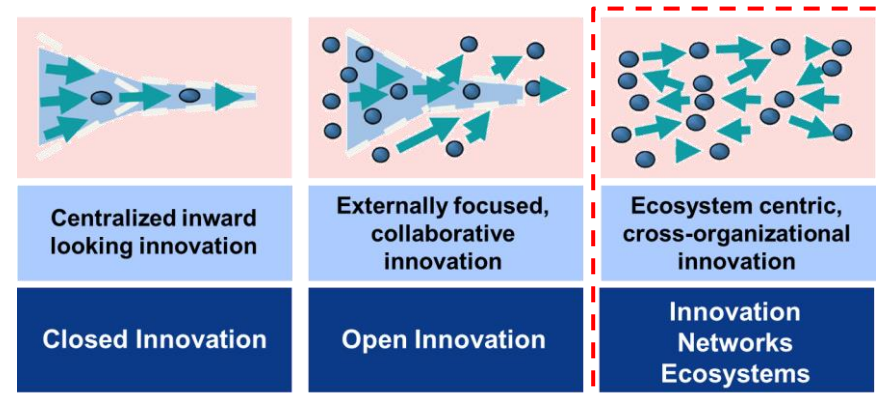 Centralized inward
looking innovation
Externally focused,
collaborative
innovation
Ecosystem centric,
cross-organizational
innovation
Closed Innovation
Open Innovation
Innovation
Networks
Ecosystems